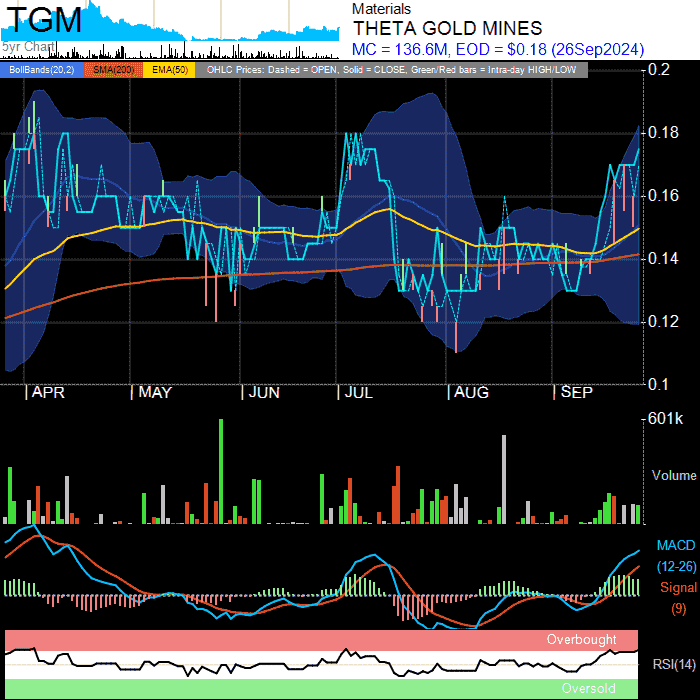 TGM
5yr Chart
Materials
THETA GOLD MINES
MC = 136.6M, EOD = $0.18 (26Sep2024)
BollBands(20,2) SMA(200) EMA(50) OHLC Prices: Dashed = OPEN, Solid = CLOSE, Green/Red bars = Intra-day HIGH/LOW
0.2
0.18
0.16
0.14
0.12
0.1
APR MAY JUN JUL AUG SEP
601k
Volume
MACD
(12-26)
Signal
(9)
Overbought
RSI(14)
Oversold